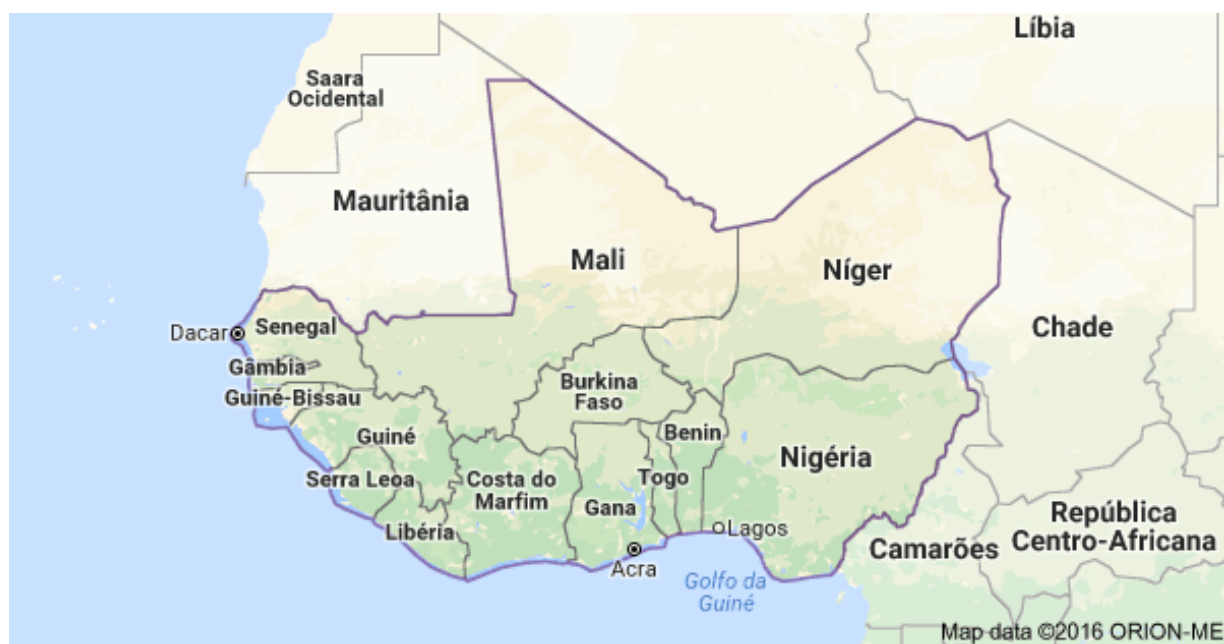 Líbia
Saara
Ocidental
Mauritânia
Mali
Níger
Chade
Dacar
Senegal
Gâmbia
Guiné-Bissau
Burkina
Faso
Guiné
Benin
Nigéria
Serra Leoa
Costa do
Marfim
Togo
Gana
Libéria
Lagos
Acra
República
Centro-Africana
Camarões
Golfo da
Guiné
Map data ©2016 ORION-ME